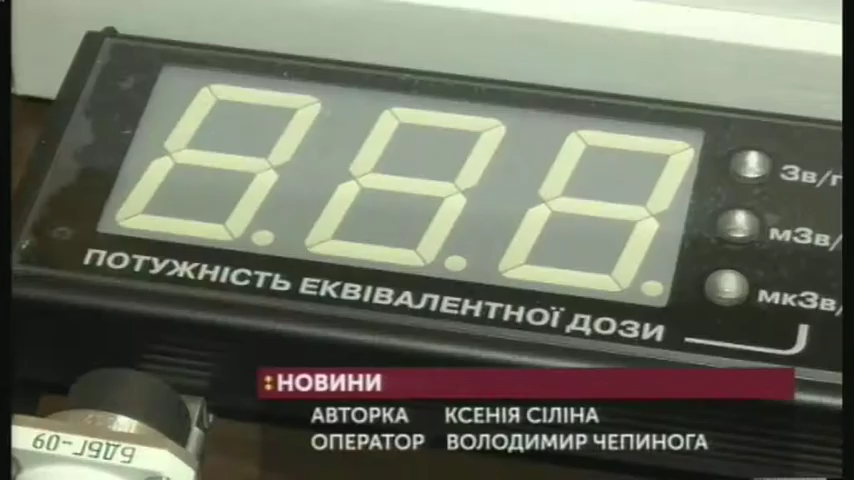 8.8.8.
Зв/г
мЗв/
мкЗв/
ПОТУЖНІСТЬ ЕКВІВАЛЕНТНОЇ ДОЗИ
НОВИНИ
АВТОРКА КСЕНІЯ СІЛІНА
ОПЕРАТОР ВОЛОДИМИР ЧЕПИНОГА
БДБГ-09